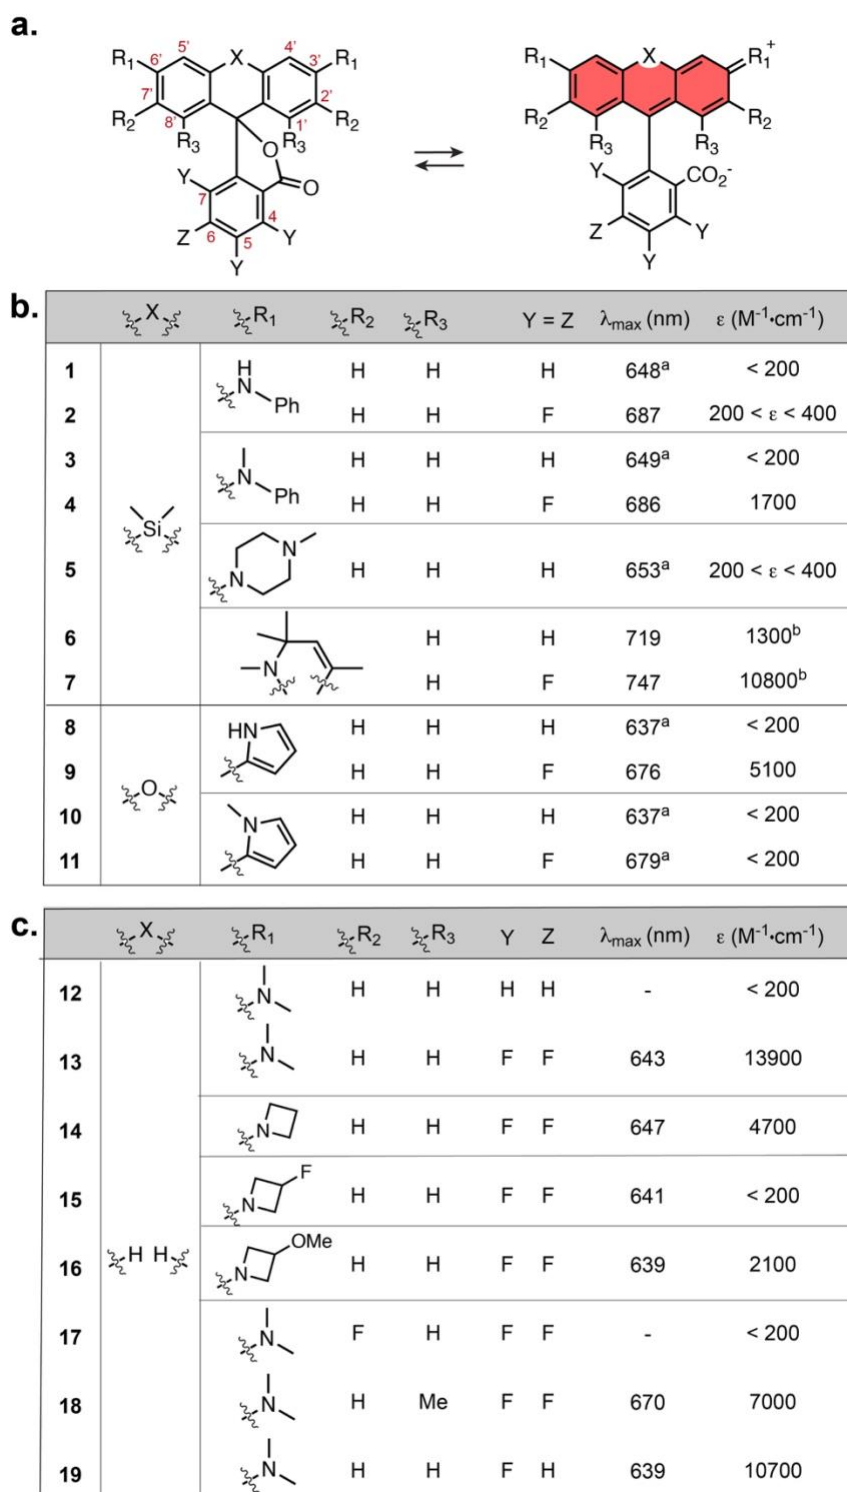 a.
R₁ 6' 5' X 4' 3' R₁
R₂ 7' 8' R₃ 1' R₃ 2' R₂
O
O
Y 7 4 Y
Z 6 5
Y
R₁ X R₁⁺
R₂ R₃ R₃ R₂
Y CO₂⁻
Z Y
Y
b.
X R₁ R₂ R₃ Y = Z λmax (nm) ε (M⁻¹•cm⁻¹)
Si
1 H N Ph H H H 648ᵃ < 200
2 H H F 687 200 < ε < 400
3 N Ph H H H 649ᵃ < 200
4 H H F 686 1700
5 N N H H H 653ᵃ 200 < ε < 400
6 N H H 719 1300ᵇ
7 H F 747 10800ᵇ
O
8 HN H H H 637ᵃ < 200
9 H H F 676 5100
10 N H H H 637ᵃ < 200
11 H H F 679ᵃ < 200
c.
X R₁ R₂ R₃ Y Z λmax (nm) ε (M⁻¹•cm⁻¹)
H H
12 N H H H H - < 200
13 N H H F F 643 13900
14 N H H F F 647 4700
15 N F H H F F 641 < 200
16 N OMe H H F F 639 2100
17 N F H F F - < 200
18 N H Me F F 670 7000
19 N H H F H 639 10700